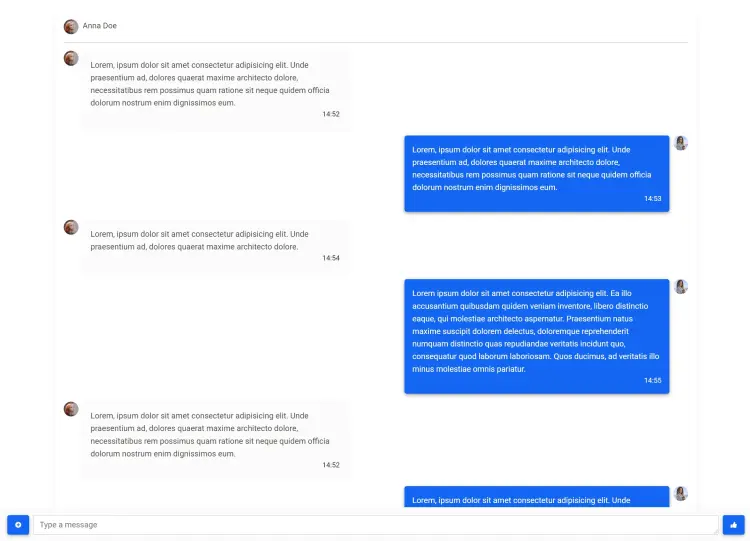 Anna Doe
Lorem, ipsum dolor sit amet consectetur adipisicing elit. Unde
praesentium ad, dolores quaerat maxime architecto dolore,
necessitatibus rem possimus quam ratione sit neque quidem officia
dolorum nostrum enim dignissimos eum.
14:52
Lorem, ipsum dolor sit amet consectetur adipisicing elit. Unde
praesentium ad, dolores quaerat maxime architecto dolore,
necessitatibus rem possimus quam ratione sit neque quidem officia
dolorum nostrum enim dignissimos eum.
14:53
Lorem, ipsum dolor sit amet consectetur adipisicing elit. Unde
praesentium ad, dolores quaerat maxime architecto dolore.
14:54
Lorem ipsum dolor sit amet consectetur adipisicing elit. Ea illo
accusantium quibusdam quidem veniam inventore, libero distinctio
eaque, qui molestiae architecto aspernatur. Praesentium natus
maxime suscipit dolorem delectus, doloremque reprehenderit
numquam distinctio quas repudiandae veritatis incidunt quo,
consequatur quod laborum laboriosam. Quos ducimus, ad veritatis illo
minus molestiae omnis pariatur.
14:55
Lorem, ipsum dolor sit amet consectetur adipisicing elit. Unde
praesentium ad, dolores quaerat maxime architecto dolore,
necessitatibus rem possimus quam ratione sit neque quidem officia
dolorum nostrum enim dignissimos eum.
14:52
Lorem, ipsum dolor sit amet consectetur adipisicing elit. Unde
Type a message